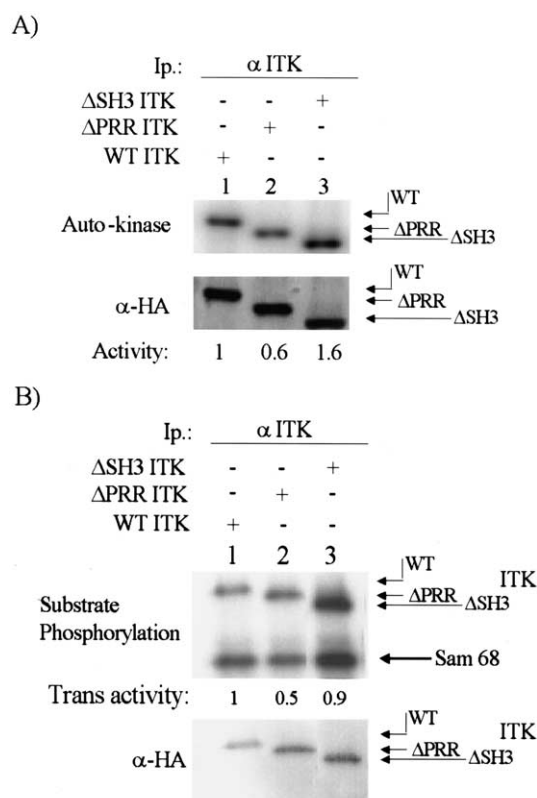 A)
Ip.: α ITK
ΔSH3 ITK - - +
ΔPRR ITK - + -
WT ITK + - -
1 2 3
Auto-kinase
WT
ΔPRR
ΔSH3
α-HA
WT
ΔPRR
ΔSH3
Activity: 1 0.6 1.6
B)
Ip.: α ITK
ΔSH3 ITK - - +
ΔPRR ITK - + -
WT ITK + - -
1 2 3
Substrate
Phosphorylation
WT ITK
ΔPRR
ΔSH3
Sam 68
Trans activity: 1 0.5 0.9
α-HA
WT ITK
ΔPRR
ΔSH3